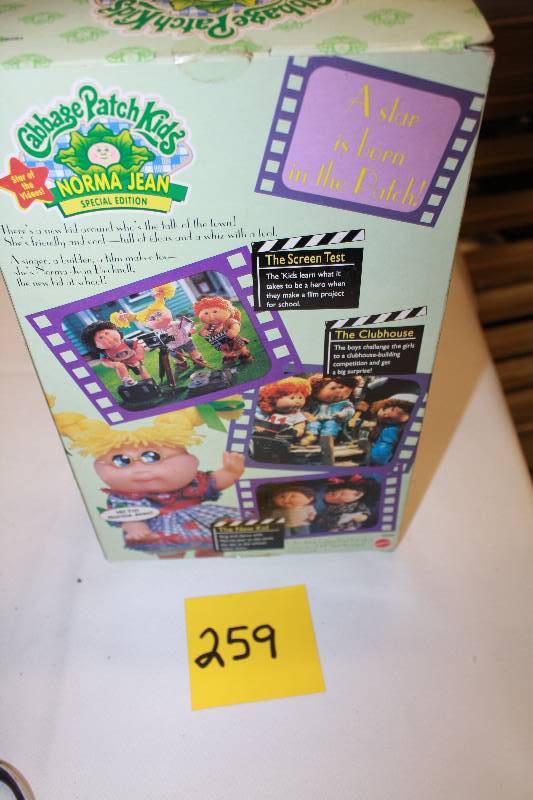 Cabbage Patch Kids
Cabbage Patch Kids
NORMA JEAN
SPECIAL EDITION
Star of
the
Videos!
A star
is born
in the Patch!
There's a new kid around who's the talk of the town!
She's friendly and cool—full of ideas and a whiz with a tool.
A singer, a builder, a film maker too—
she's Norma Jean
the new kid at school!
The Screen Test
The 'Kids learn what it
takes to be a hero when
they make a film project
for school.
The Clubhouse
The boys challenge the girls
to a clubhouse-building
competition and get
a big surprise!
The New Kid
259